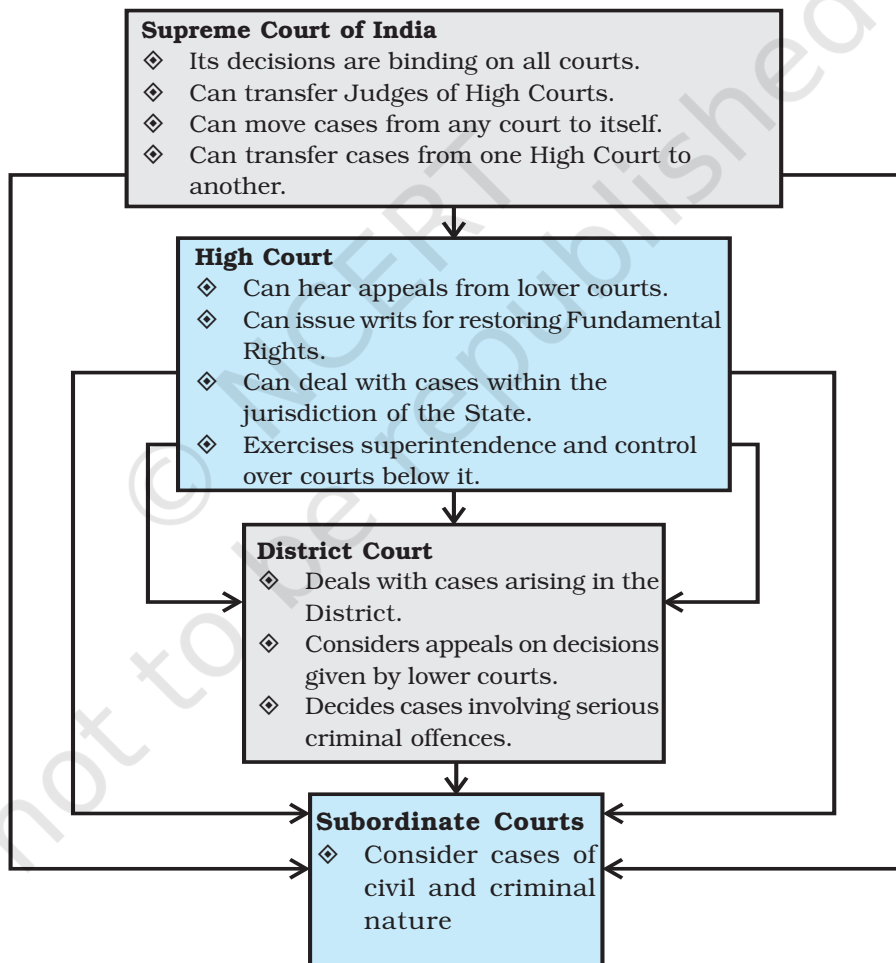 Supreme Court of India
◈ Its decisions are binding on all courts.
◈ Can transfer Judges of High Courts.
◈ Can move cases from any court to itself.
◈ Can transfer cases from one High Court to
another.
High Court
◈ Can hear appeals from lower courts.
◈ Can issue writs for restoring Fundamental
Rights.
◈ Can deal with cases within the
jurisdiction of the State.
◈ Exercises superintendence and control
over courts below it.
District Court
◈ Deals with cases arising in the
District.
◈ Considers appeals on decisions
given by lower courts.
◈ Decides cases involving serious
criminal offences.
Subordinate Courts
◈ Consider cases of
civil and criminal
nature
© NCERT
not to be republished